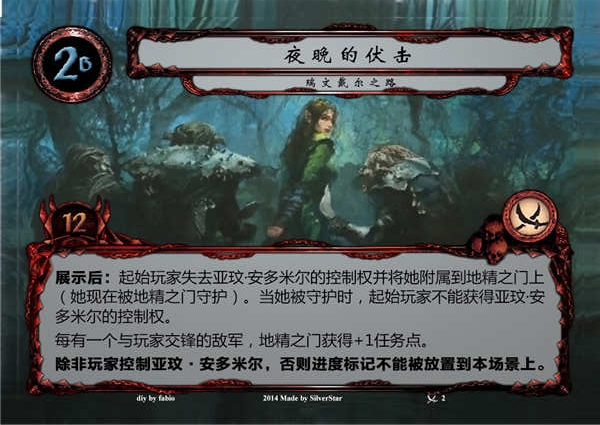 2B
夜晚的伏击
瑞文戴尔之路
12
展示后：起始玩家失去亚玟·安多米尔的控制权并将她附属到地精之门上
（她现在被地精之门守护）。当她被守护时，起始玩家不能获得亚玟·安
多米尔的控制权。
每有一个与玩家交锋的敌军，地精之门获得+1任务点。
除非玩家控制亚玟·安多米尔，否则进度标记不能被放置到本场景上。
diy by fabio 2014 Made by SilverStar 2